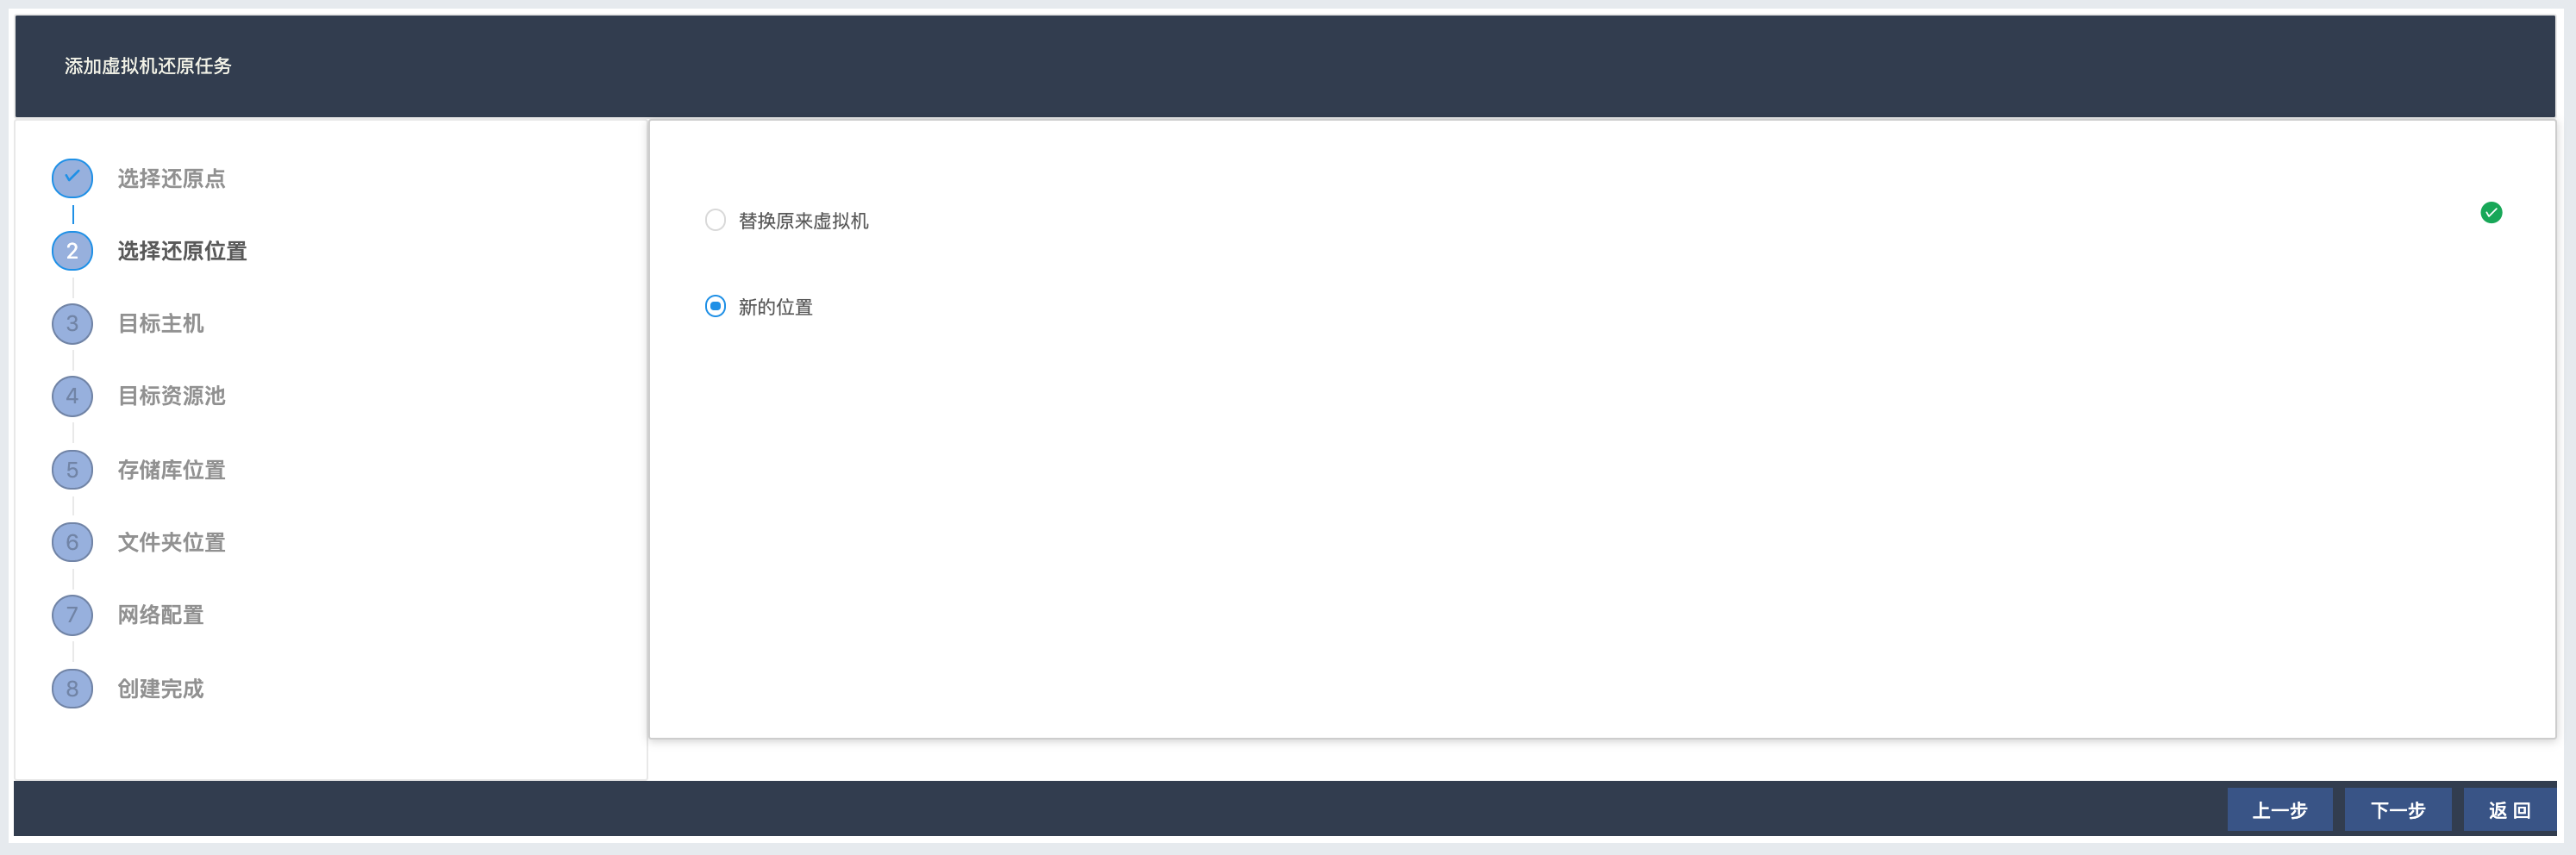 添加虚拟机还原任务
选择还原点
2 选择还原位置
3 目标主机
4 目标资源池
5 存储库位置
6 文件夹位置
7 网络配置
8 创建完成
替换原来虚拟机
新的位置
上一步 下一步 返 回